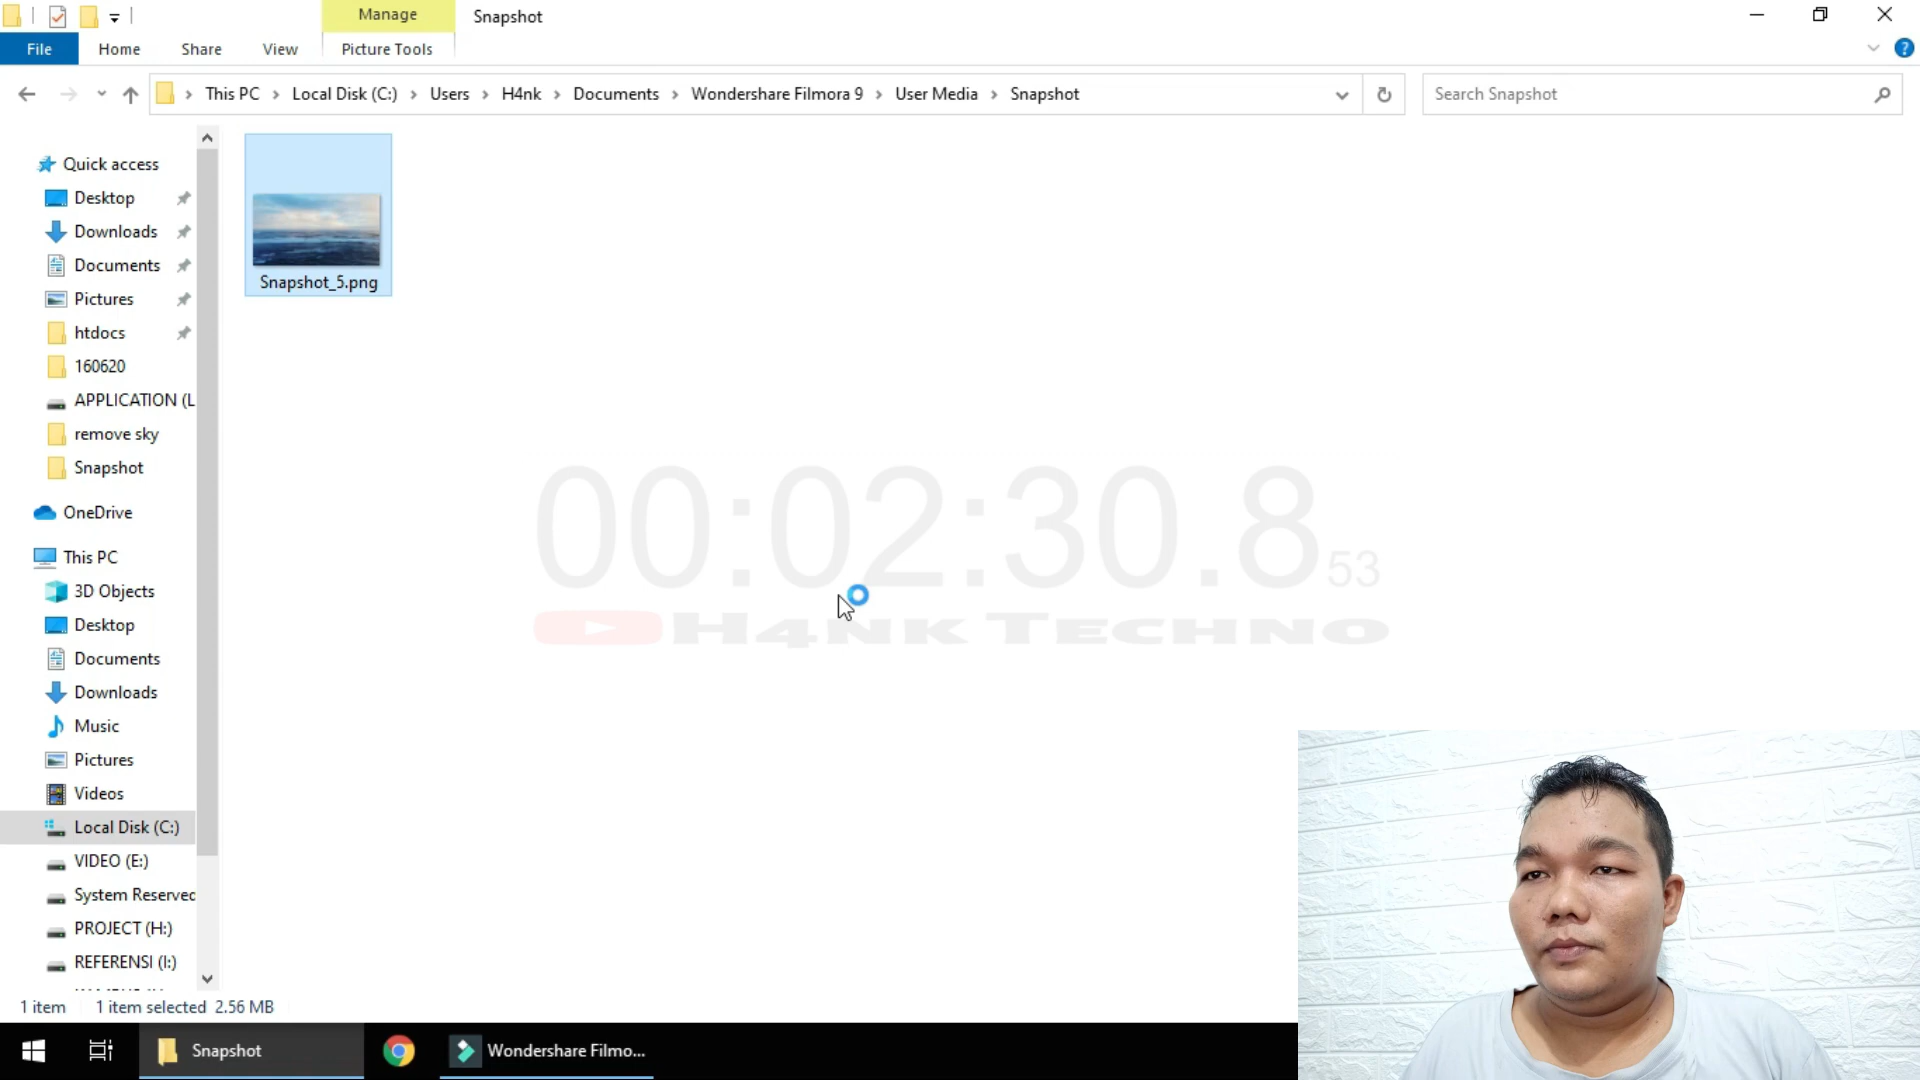 Manage
Snapshot
File
Home
Share
View
Picture Tools
This PC
Local Disk (C:)
Users
H4nk
Documents
Wondershare Filmora 9
User Media
Snapshot
Search Snapshot
Quick access
Desktop
Downloads
Documents
Pictures
htdocs
160620
APPLICATION (L
remove sky
Snapshot
OneDrive
This PC
3D Objects
Desktop
Documents
Downloads
Music
Pictures
Videos
Local Disk (C:)
VIDEO (E:)
System Reserved
PROJECT (H:)
REFERENSI (I:)
Snapshot_5.png
00:02:30.853
H4nk Techno
1 item
1 item selected 2.56 MB
Snapshot
Wondershare Filmo...